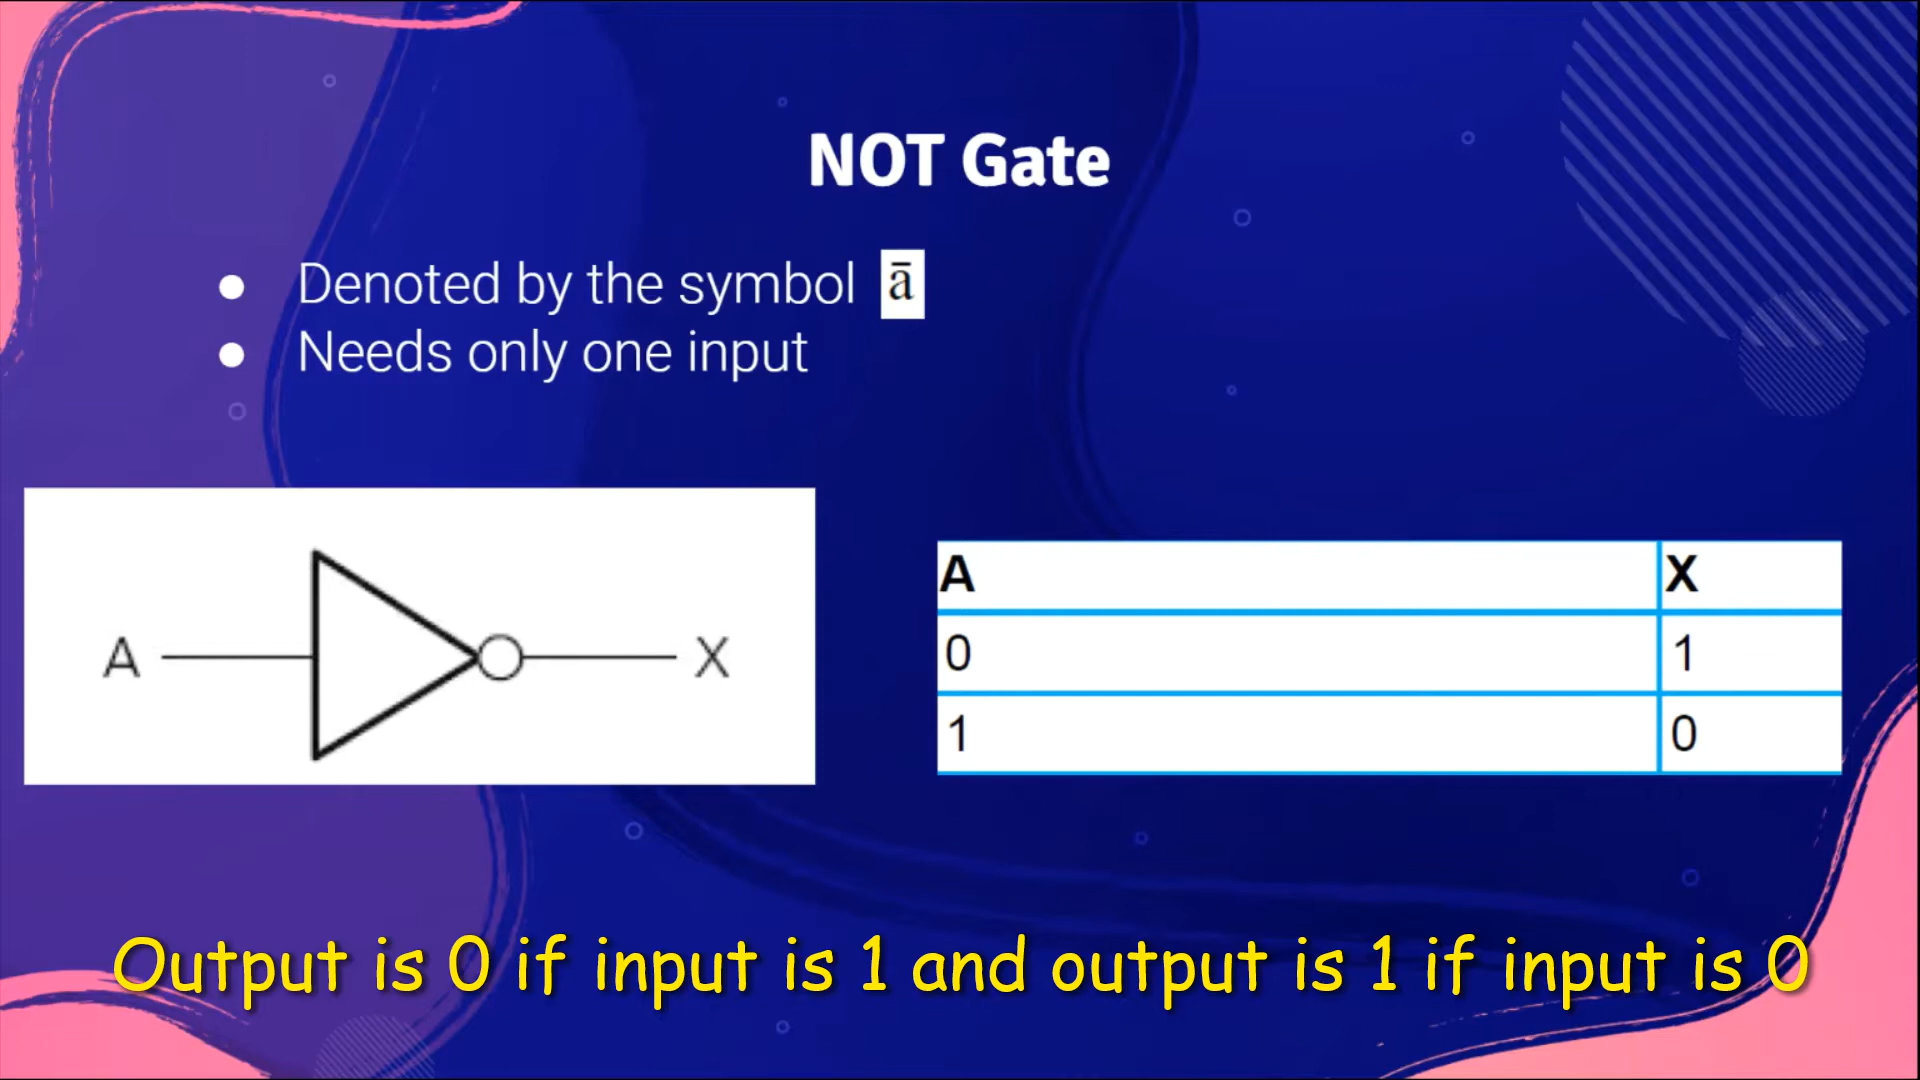 NOT Gate
● Denoted by the symbol ā
● Needs only one input
A X
A X
0 1
1 0
Output is 0 if input is 1 and output is 1 if input is 0